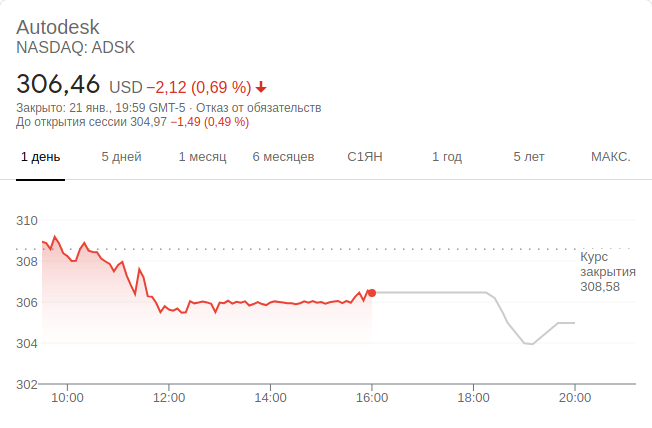 Autodesk
NASDAQ: ADSK
306,46 USD −2,12 (0,69 %)
Закрыто: 21 янв., 19:59 GMT-5 · Отказ от обязательств
До открытия сессии 304,97 −1,49 (0,49 %)
1 день 5 дней 1 месяц 6 месяцев С1ЯН 1 год 5 лет МАКС.
310
308
306
304
302
Курс
закрытия
308,58
10:00 12:00 14:00 16:00 18:00 20:00